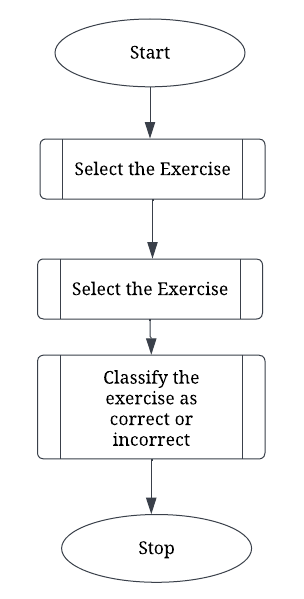 Start
Select the Exercise
Select the Exercise
Classify the
exercise as
correct or
incorrect
Stop